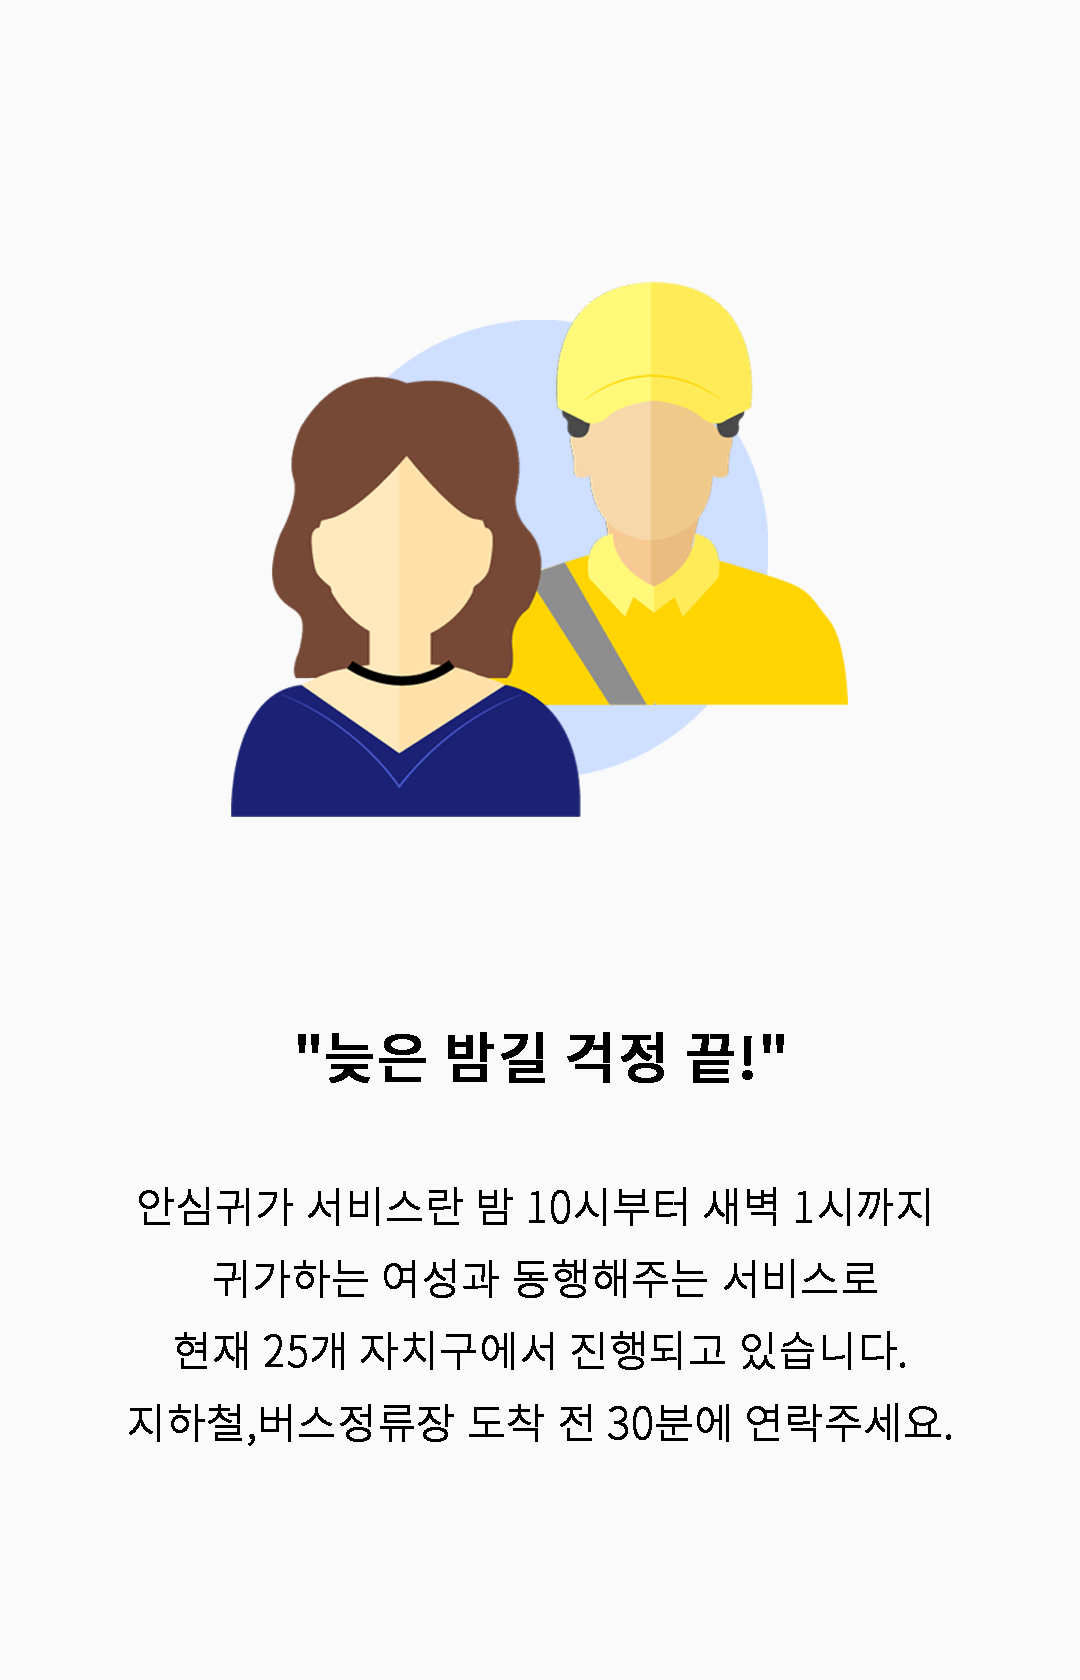 "늦은 밤길 걱정 끝!"
안심귀가 서비스란 밤 10시부터 새벽 1시까지
귀가하는 여성과 동행해주는 서비스로
현재 25개 자치구에서 진행되고 있습니다.
지하철,버스정류장 도착 전 30분에 연락주세요.